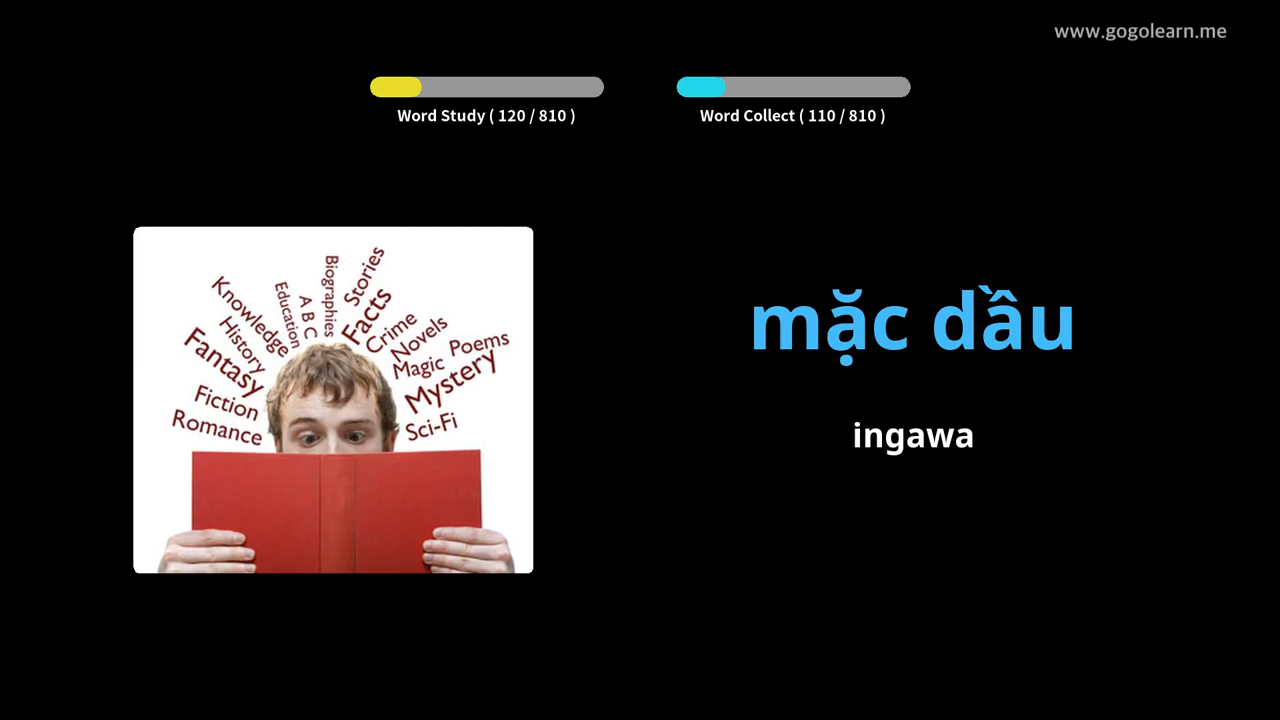 www.gogolearn.me
Word Study ( 120 / 810 )
Word Collect ( 110 / 810 )
Biographies
Stories
Education
A B C
Facts
Knowledge
Crime
History
Novels
Fantasy
Magic
Poems
Fiction
Mystery
Romance
Sci-Fi
mặc dầu
ingawa